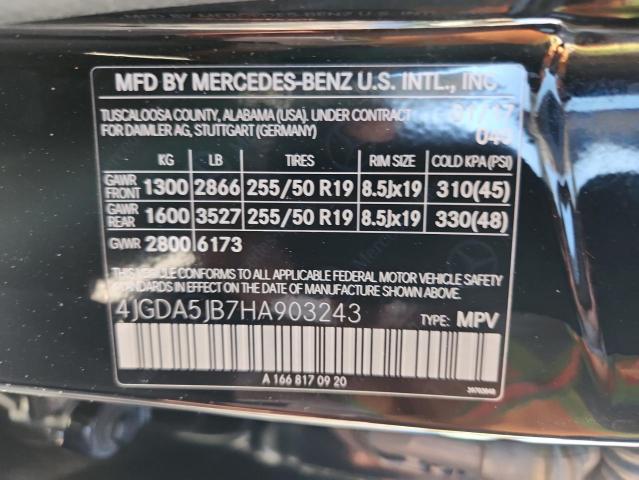 MFD BY MERCEDES-BENZ U.S. INTL., INC.
TUSCALOOSA COUNTY, ALABAMA (USA). UNDER CONTRACT 01/17
FOR DAIMLER AG, STUTTGART (GERMANY)
KG LB TIRES RIM SIZE COLD KPA (PSI)
GAWR FRONT 1300 2866 255/50 R19 8.5Jx19 310(45)
GAWR REAR 1600 3527 255/50 R19 8.5Jx19 330(48)
GVWR 2800 6173
THIS VEHICLE CONFORMS TO ALL APPLICABLE FEDERAL MOTOR VEHICLE SAFETY
IN EFFECT ON THE DATE OF MANUFACTURE SHOWN ABOVE.
4JGDA5JB7HA903243 TYPE: MPV
A 166 817 09 20